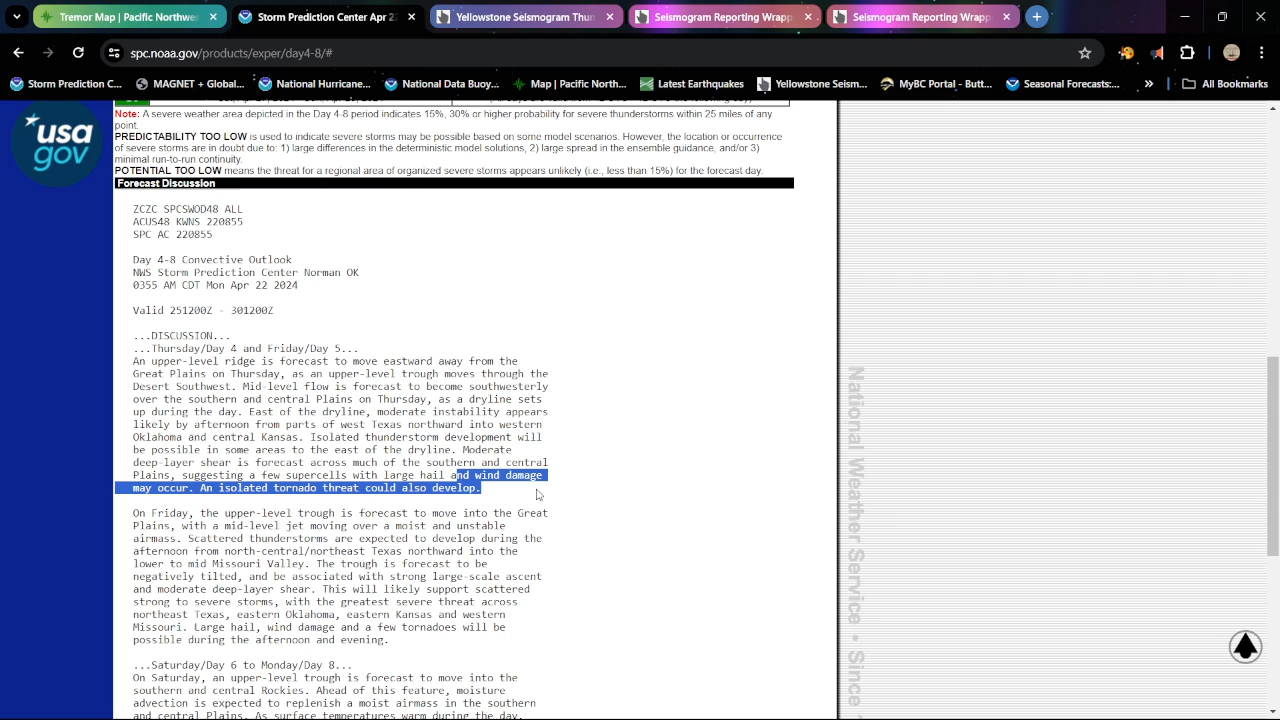 Tremor Map | Pacific Northwes
Storm Prediction Center Apr 22
Yellowstone Seismogram Thun
Seismogram Reporting Wrapp
Seismogram Reporting Wrapp
spc.noaa.gov/products/exper/day4-8/#
Storm Prediction C...
MAGNET + Global...
National Hurricane...
National Data Buoy...
Map | Pacific North...
Latest Earthquakes
Yellowstone Seism...
MyBC Portal - Butt...
Seasonal Forecasts:...
»
All Bookmarks
usa
gov
Note: A severe weather area depicted in the Day 4-8 period indicates 15%, 30% or higher probability for severe thunderstorms within 25 miles of any
point.
PREDICTABILITY TOO LOW is used to indicate severe storms may be possible based on some model scenarios. However, the location or occurrence
of severe storms are in doubt due to: 1) large differences in the deterministic model solutions, 2) large spread in the ensemble guidance, and/or 3)
minimal run-to-run continuity.
POTENTIAL TOO LOW means the threat for a regional area of organized severe storms appears unlikely (i.e., less than 15%) for the forecast day.
Forecast Discussion
ZCZC SPCSWOD48 ALL
ACUS48 KWNS 220855
SPC AC 220855
Day 4-8 Convective Outlook
NWS Storm Prediction Center Norman OK
0355 AM CDT Mon Apr 22 2024
Valid 251200Z - 301200Z
...DISCUSSION...
...Thursday/Day 4 and Friday/Day 5...
An upper-level ridge is forecast to move eastward away from the
Great Plains on Thursday, as an upper-level trough moves through the
Desert Southwest. Mid-level flow is forecast to become southwesterly
over the southern and central Plains on Thursday, as a dryline sets
up during the day. East of the dryline, moderate instability appears
likely by afternoon from parts of west Texas northward into western
Oklahoma and central Kansas. Isolated thunderstorm development will
be possible in some areas to the east of the dryline. Moderate
deep-layer shear is forecast across much of the southern and central
Plains, suggesting a few supercells with large hail and wind damage
may occur. An isolated tornado threat could also develop.
On Friday, the upper-level trough is forecast to move into the Great
Plains, with a mid-level jet moving over a moist and unstable
airmass. Scattered thunderstorms are expected to develop during the
afternoon from north-central/northeast Texas northward into the
lower to mid Missouri Valley. The trough is forecast to be
negatively tilted, and be associated with strong large-scale ascent
and moderate deep-layer shear. This will likely support scattered
strong to severe storms, with the greatest severe threat across
northeast Texas, eastern Oklahoma, eastern Kansas and western
Missouri. Large hail, wind damage and a few tornadoes will be
possible during the afternoon and evening.
...Saturday/Day 6 to Monday/Day 8...
On Saturday, an upper-level trough is forecast to move into the
southern and central Rockies. Ahead of this feature, moisture
advection is expected to replenish a moist airmass in the southern
and central Plains. As surface temperatures warm during the day,
National Weather Service • Since